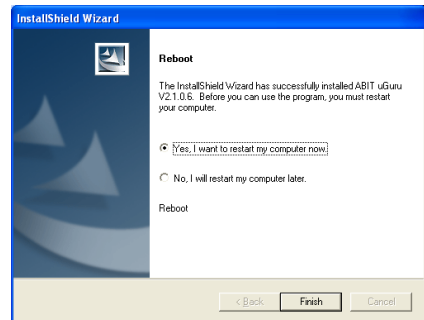 InstallShield Wizard
Reboot
The InstallShield Wizard has successfully installed ABIT uGuru
V2.1.0.6. Before you can use the program, you must restart
your computer.
Yes, I want to restart my computer now.
No, I will restart my computer later.
Reboot
< Back Finish Cancel